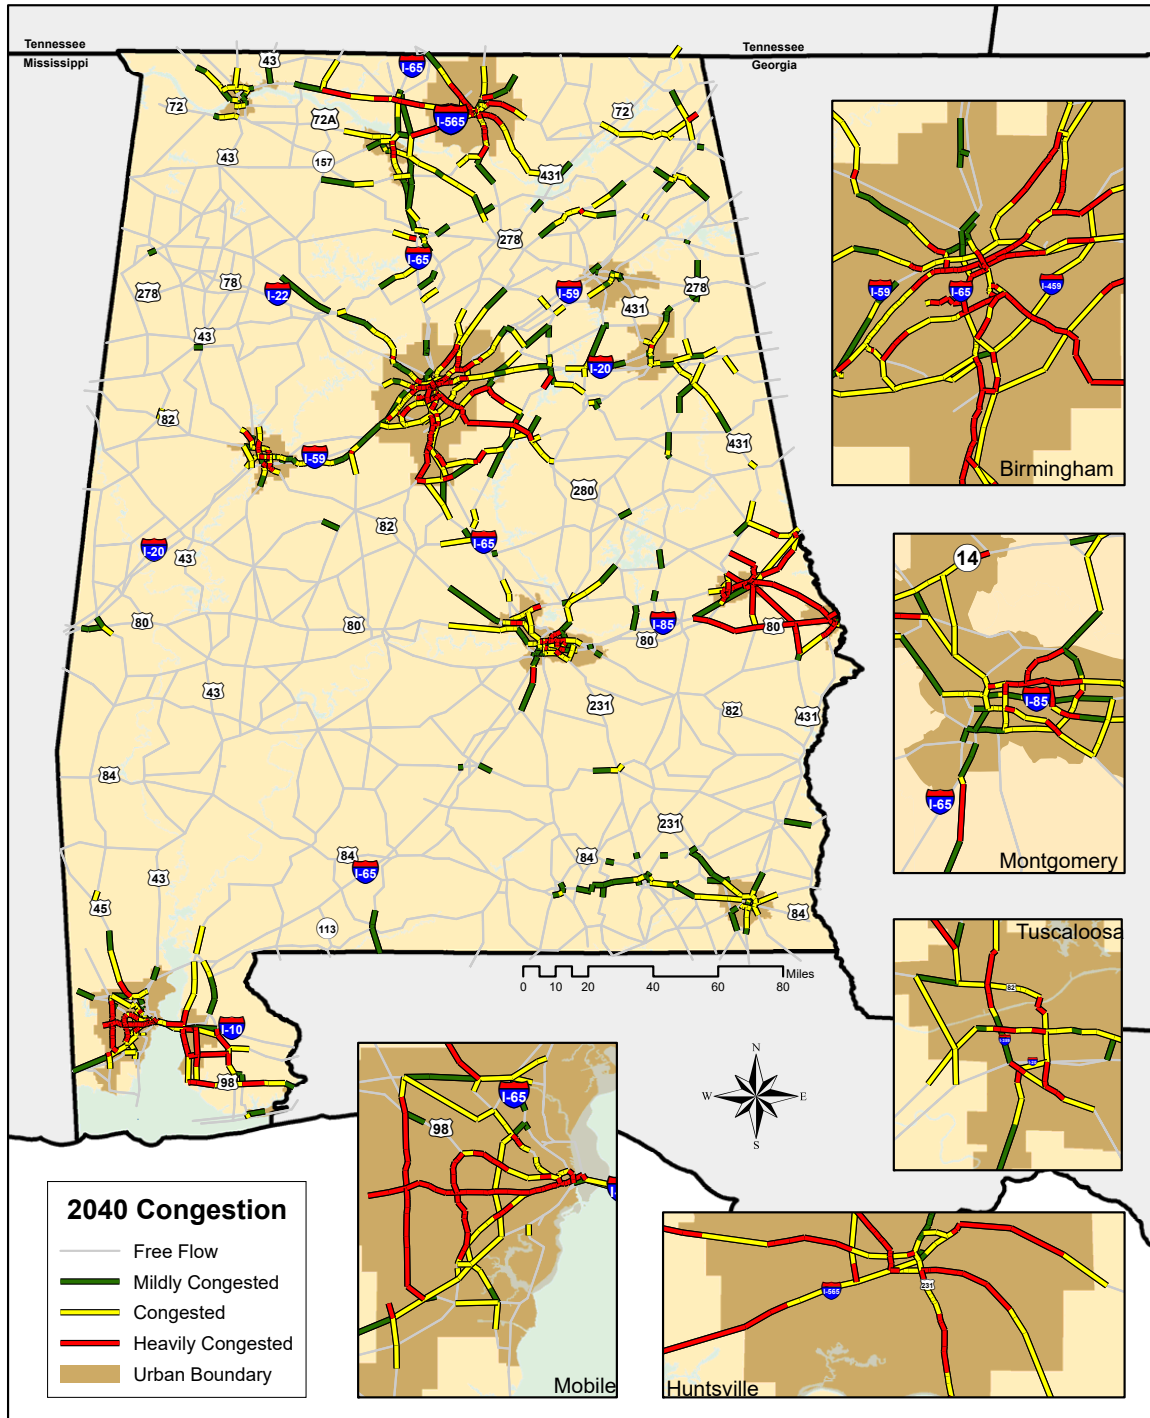 Tennessee
Mississippi
43
I-65
Tennessee
Georgia
72
72A
I-565
72
43
157
431
278
I-65
78
278
I-22
I-59
278
431
43
I-20
82
431
I-59
280
82
I-65
I-20
43
80
80
I-85
80
80
43
231
82
431
84
231
84
84
I-65
43
45
84
113
Miles
0 10 20 40 60 80
I-10
98
I-59
I-65
I-459
Birmingham
14
I-85
I-65
Montgomery
Tuscaloosa
82
N
W E
S
I-65
98
Mobile
I-565
231
Huntsville
2040 Congestion
Free Flow
Mildly Congested
Congested
Heavily Congested
Urban Boundary